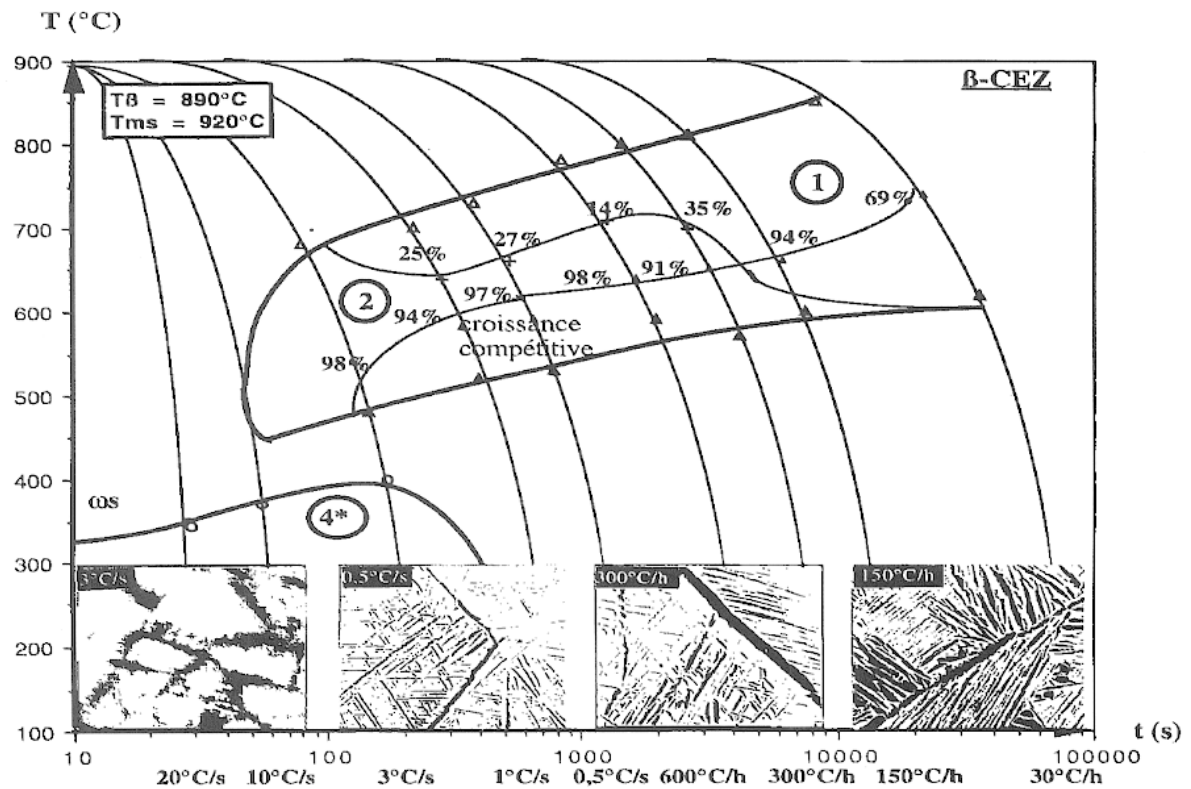 T (°C)
900
800
700
600
500
400
300
200
100
Tß = 890°C
Tms = 920°C
ß-CEZ
1
2
4*
69%
14%
35%
25%
27%
94%
98%
91%
97%
94%
98%
croissance
compétitive
ωs
3°C/s
0.5°C/s
300°C/h
150°C/h
10
100
1000
10000
100000
t (s)
20°C/s 10°C/s 3°C/s 1°C/s 0,5°C/s 600°C/h 300°C/h 150°C/h 30°C/h